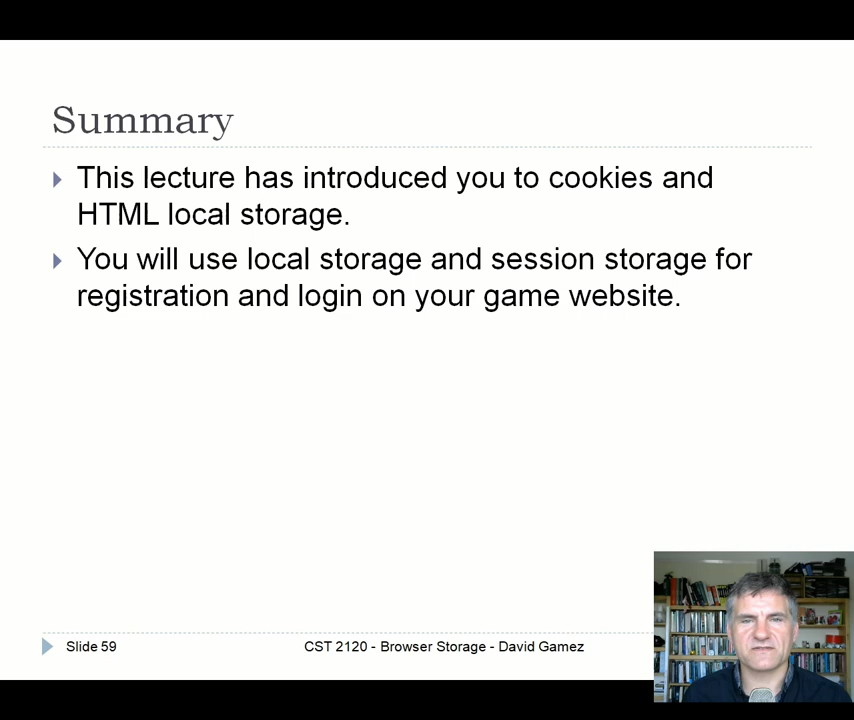 Summary
This lecture has introduced you to cookies and
HTML local storage.
You will use local storage and session storage for
registration and login on your game website.
Slide 59
CST 2120 - Browser Storage - David Gamez